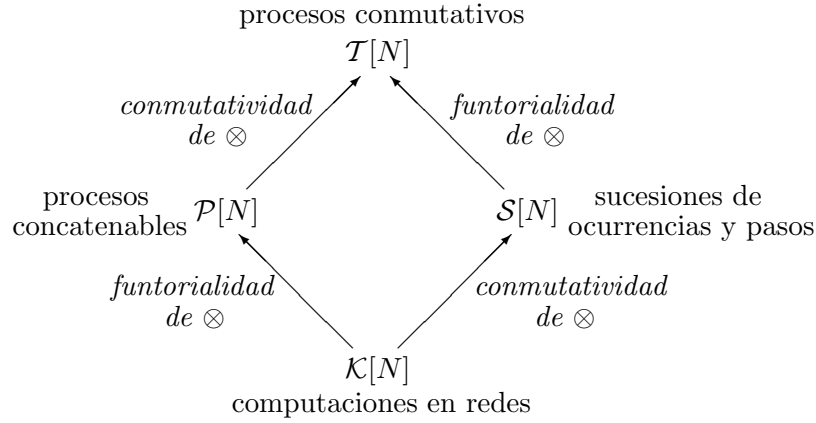 procesos conmutativos
𝒯[N]
conmutatividad
de ⊗
funtorialidad
de ⊗
procesos
concatenables
𝒫[N]
𝒮[N]
sucesiones de
ocurrencias y pasos
funtorialidad
de ⊗
conmutatividad
de ⊗
𝒦[N]
computaciones en redes